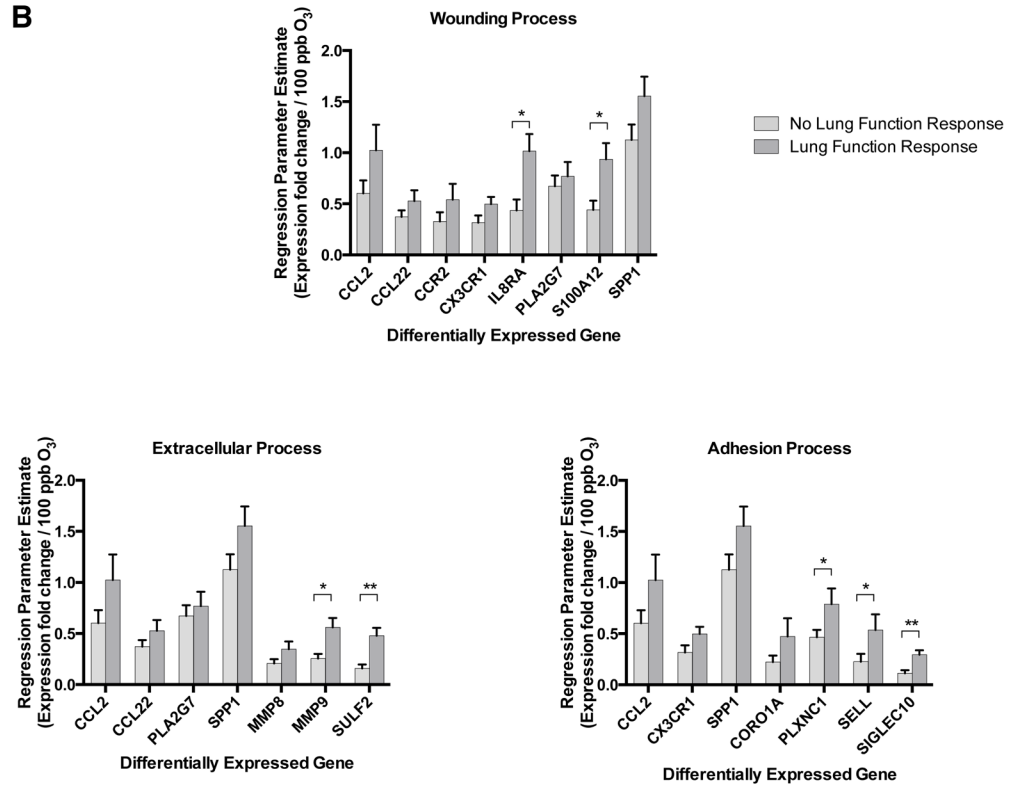 B
Wounding Process
Regression Parameter Estimate
(Expression fold change / 100 ppb O3)
2.0
1.5
1.0
0.5
0.0
*
*
CCL2
CCL22
CCR2
CX3CR1
IL8RA
PLA2G7
S100A12
SPP1
Differentially Expressed Gene
No Lung Function Response
Lung Function Response
Extracellular Process
Regression Parameter Estimate
(Expression fold change / 100 ppb O3)
2.0
1.5
1.0
0.5
0.0
*
**
CCL2
CCL22
PLA2G7
SPP1
MMP8
MMP9
SULF2
Differentially Expressed Gene
Adhesion Process
Regression Parameter Estimate
(Expression fold change / 100 ppb O3)
2.0
1.5
1.0
0.5
0.0
*
*
**
CCL2
CX3CR1
SPP1
CORO1A
PLXNC1
SELL
SIGLEC10
Differentially Expressed Gene